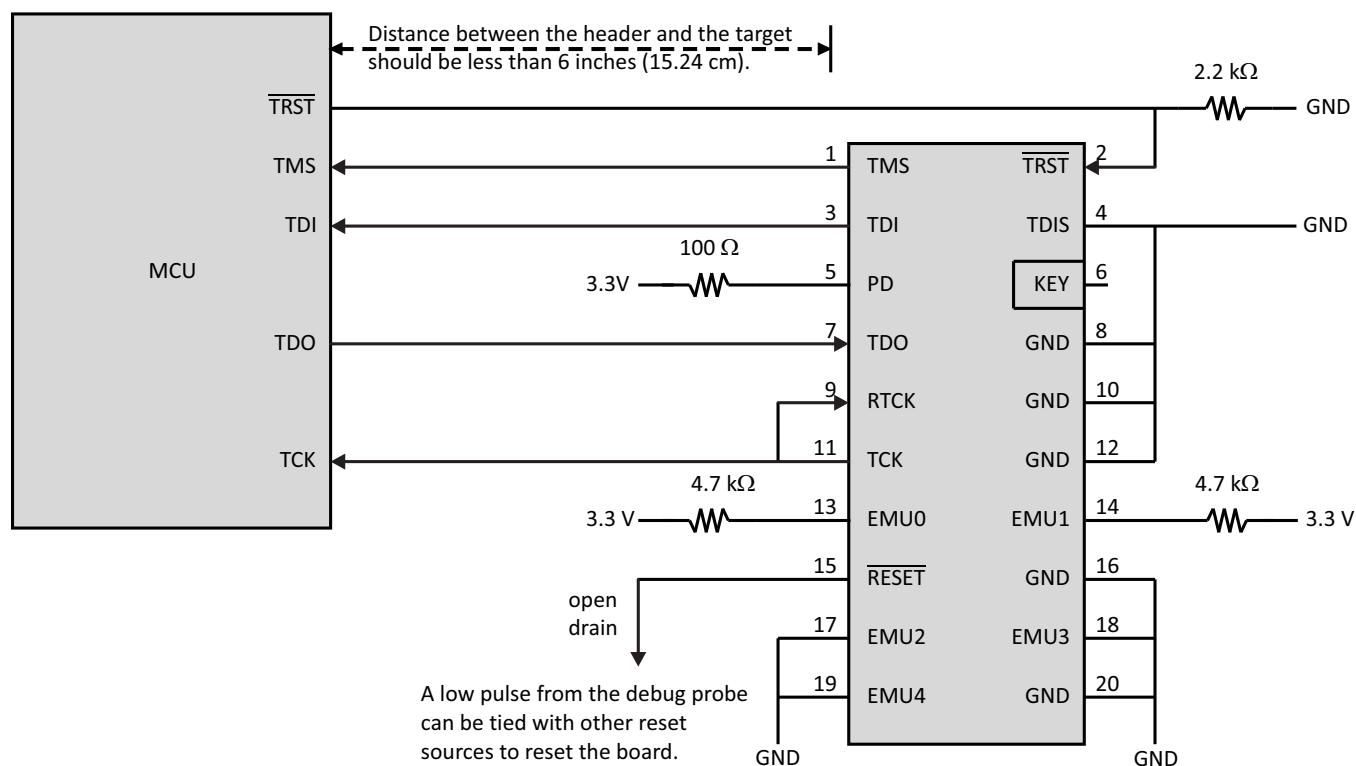 Distance between the header and the target
should be less than 6 inches (15.24 cm).
2.2 kΩ
TRST
GND
TMS
1
TMS
TRST
2
TDI
3
TDI
TDIS
4
GND
MCU
100 Ω
3.3V
5
PD
KEY
6
TDO
7
TDO
GND
8
9
RTCK
GND
10
TCK
11
TCK
GND
12
4.7 kΩ
4.7 kΩ
3.3 V
13
EMU0
EMU1
14
3.3 V
15
RESET
GND
16
open
drain
17
EMU2
EMU3
18
19
EMU4
GND
20
A low pulse from the debug probe
can be tied with other reset
sources to reset the board.
GND
GND